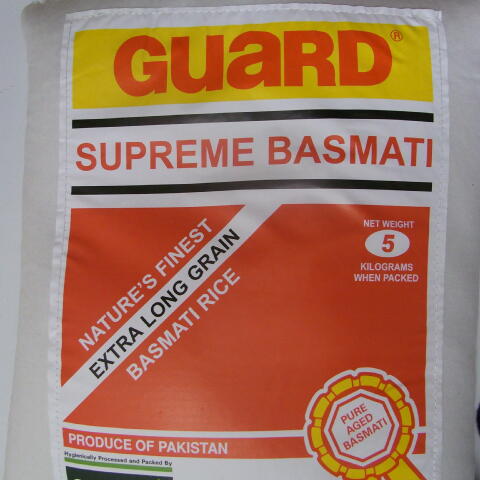 GUARD®
SUPREME BASMATI
NATURE'S FINEST
EXTRA LONG GRAIN
BASMATI RICE
NET WEIGHT
5
KILOGRAMS
WHEN PACKED
PURE
AGED
BASMATI
PRODUCE OF PAKISTAN
Hygienically Processed and Packed By